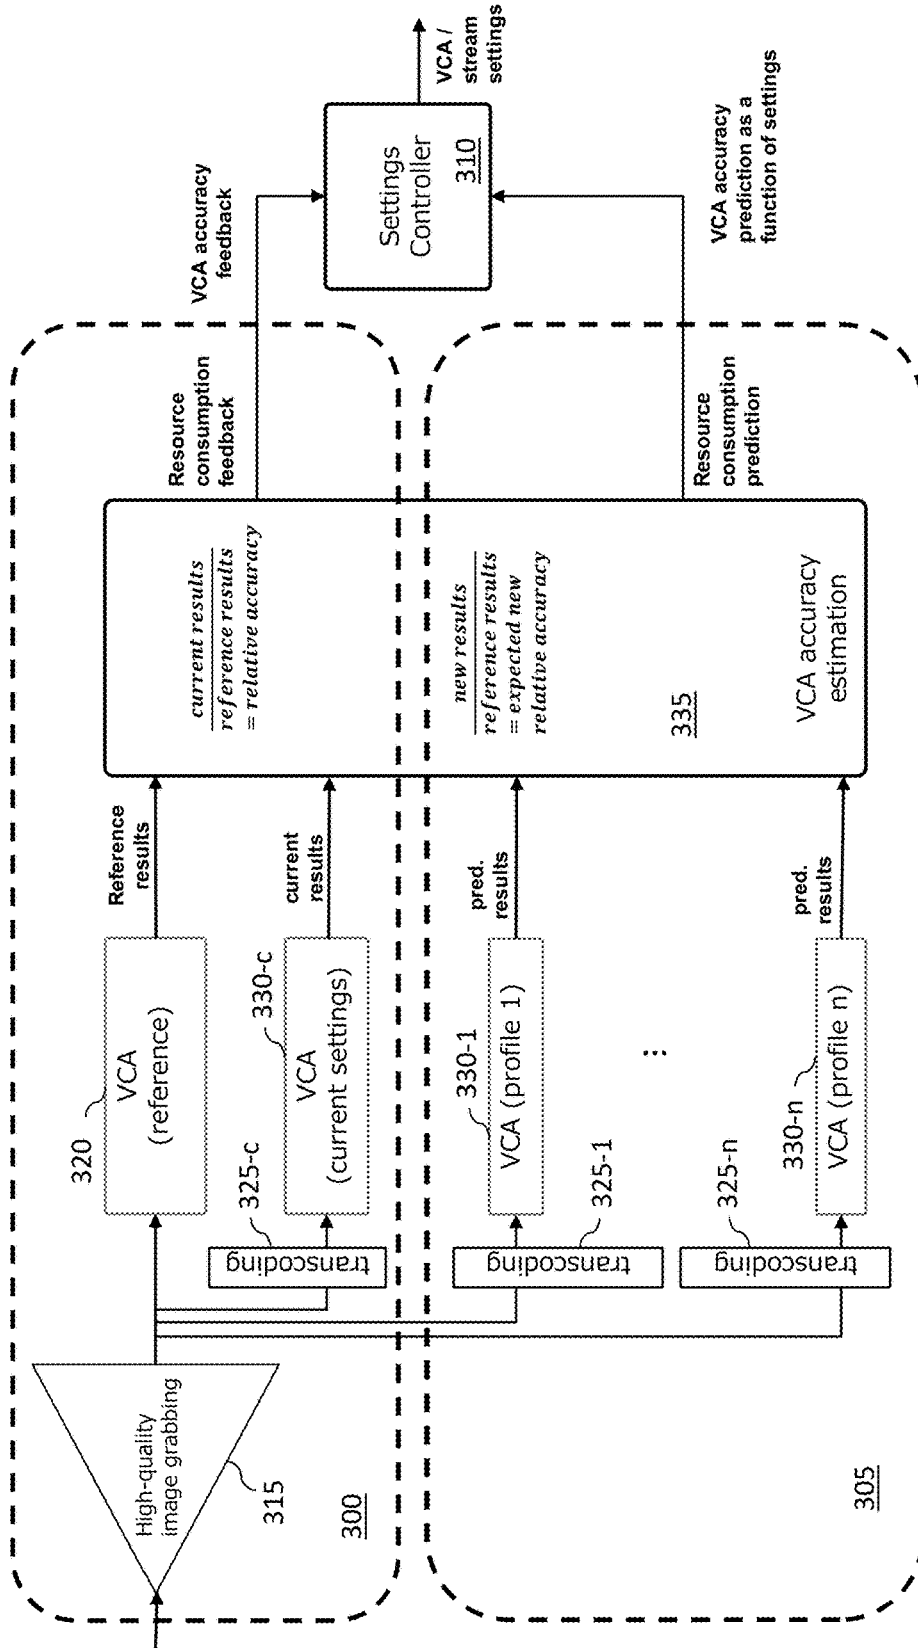 High-quality
image grabbing
315
300
320
VCA
(reference)
Reference
results
325-c
transcoding
330-c
VCA
(current settings)
current
results
current results
reference results
= relative accuracy
Resource
consumption
feedback
VCA accuracy
feedback
Settings
Controller
310
VCA /
stream
settings
305
transcoding
325-1
330-1
VCA (profile 1)
pred.
results
...
325-n
transcoding
330-n
VCA (profile n)
pred.
results
new results
reference results
= expected new
relative accuracy
335
VCA accuracy
estimation
Resource
consumption
prediction
VCA accuracy
prediction as a
function of settings